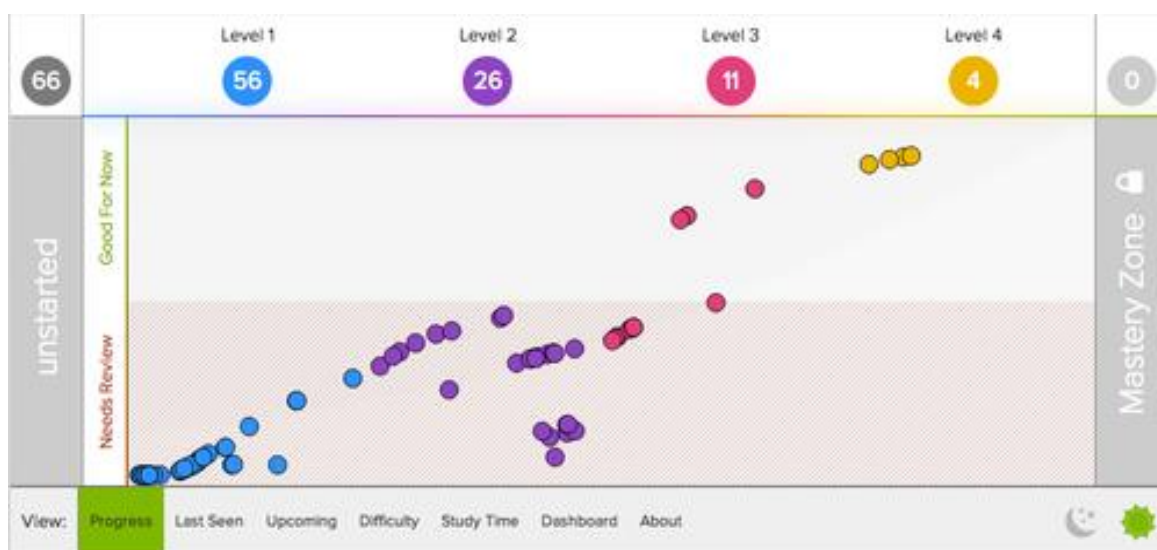 Level 1
Level 2
Level 3
Level 4
66
56
26
11
4
0
unstarted
Good For Now
Needs Review
Mastery Zone
View:
Progress
Last Seen
Upcoming
Difficulty
Study Time
Dashboard
About